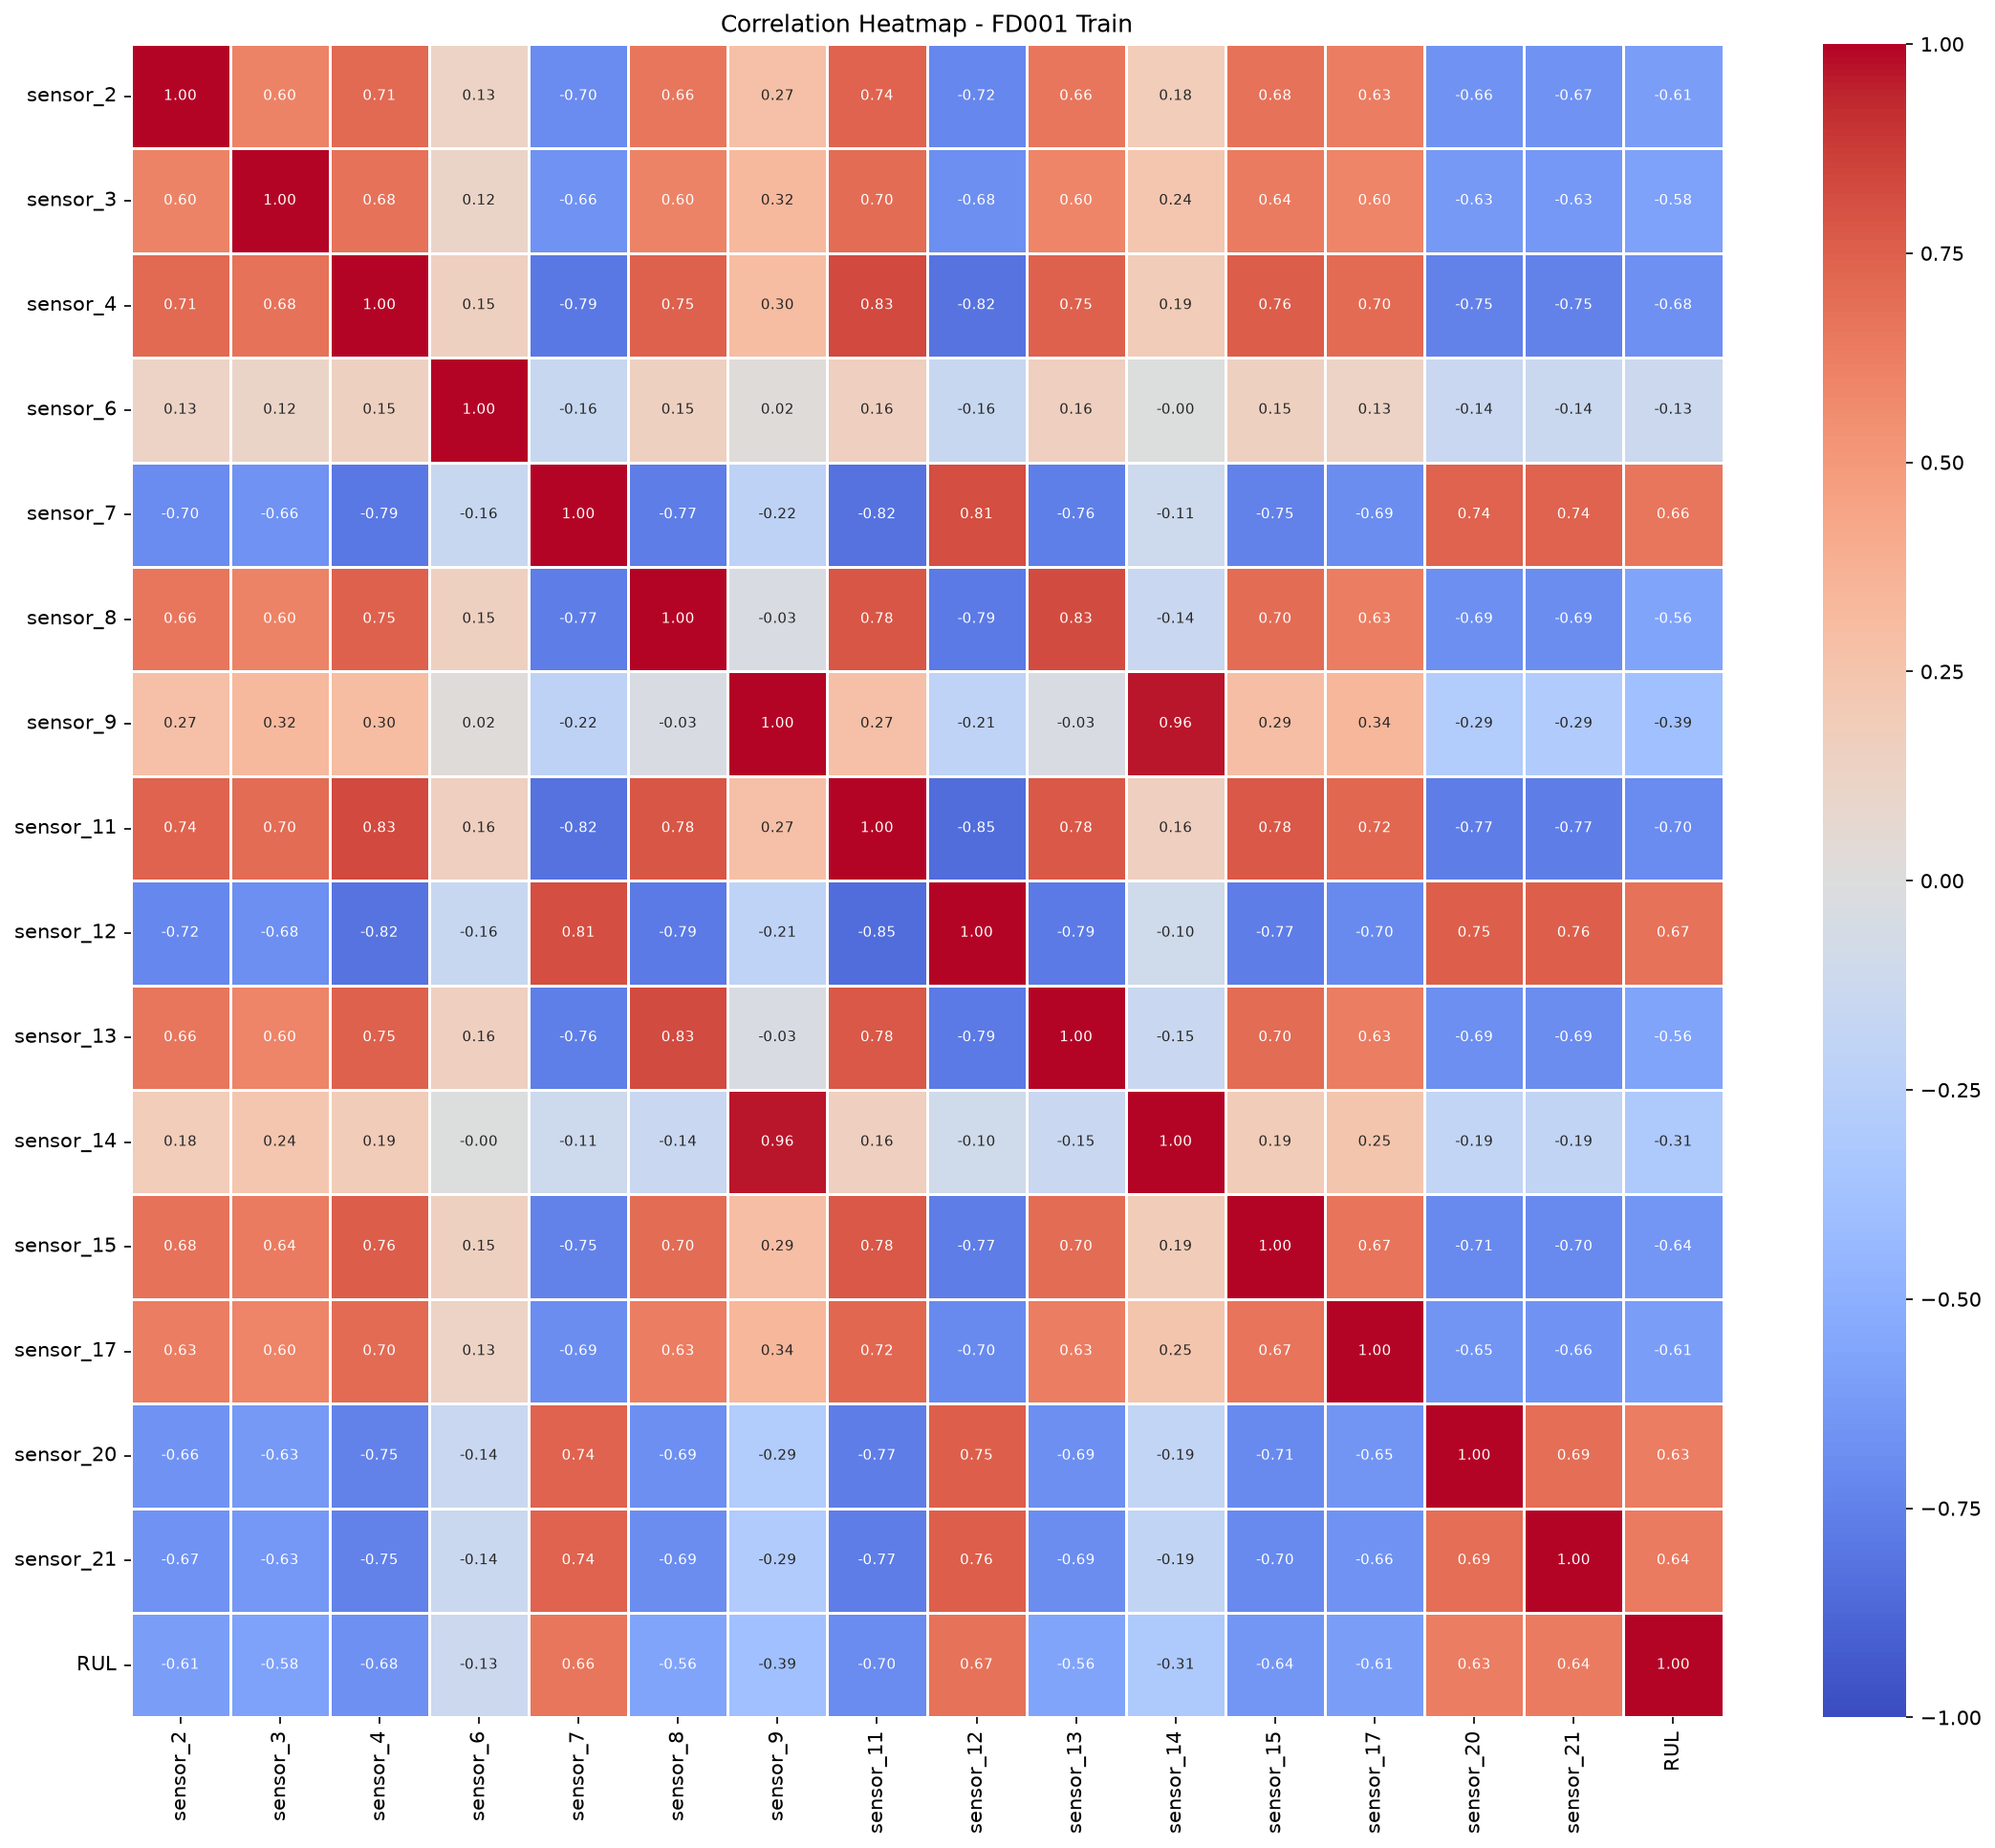 Correlation Heatmap - FD001 Train
sensor_2 1.00 0.60 0.71 0.13 -0.70 0.66 0.27 0.74 -0.72 0.66 0.18 0.68 0.63 -0.66 -0.67 -0.61
sensor_3 0.60 1.00 0.68 0.12 -0.66 0.60 0.32 0.70 -0.68 0.60 0.24 0.64 0.60 -0.63 -0.63 -0.58
sensor_4 0.71 0.68 1.00 0.15 -0.79 0.75 0.30 0.83 -0.82 0.75 0.19 0.76 0.70 -0.75 -0.75 -0.68
sensor_6 0.13 0.12 0.15 1.00 -0.16 0.15 0.02 0.16 -0.16 0.16 -0.00 0.15 0.13 -0.14 -0.14 -0.13
sensor_7 -0.70 -0.66 -0.79 -0.16 1.00 -0.77 -0.22 -0.82 0.81 -0.76 -0.11 -0.75 -0.69 0.74 0.74 0.66
sensor_8 0.66 0.60 0.75 0.15 -0.77 1.00 -0.03 0.78 -0.79 0.83 -0.14 0.70 0.63 -0.69 -0.69 -0.56
sensor_9 0.27 0.32 0.30 0.02 -0.22 -0.03 1.00 0.27 -0.21 -0.03 0.96 0.29 0.34 -0.29 -0.29 -0.39
sensor_11 0.74 0.70 0.83 0.16 -0.82 0.78 0.27 1.00 -0.85 0.78 0.16 0.78 0.72 -0.77 -0.77 -0.70
sensor_12 -0.72 -0.68 -0.82 -0.16 0.81 -0.79 -0.21 -0.85 1.00 -0.79 -0.10 -0.77 -0.70 0.75 0.76 0.67
sensor_13 0.66 0.60 0.75 0.16 -0.76 0.83 -0.03 0.78 -0.79 1.00 -0.15 0.70 0.63 -0.69 -0.69 -0.56
sensor_14 0.18 0.24 0.19 -0.00 -0.11 -0.14 0.96 0.16 -0.10 -0.15 1.00 0.19 0.25 -0.19 -0.19 -0.31
sensor_15 0.68 0.64 0.76 0.15 -0.75 0.70 0.29 0.78 -0.77 0.70 0.19 1.00 0.67 -0.71 -0.70 -0.64
sensor_17 0.63 0.60 0.70 0.13 -0.69 0.63 0.34 0.72 -0.70 0.63 0.25 0.67 1.00 -0.65 -0.66 -0.61
sensor_20 -0.66 -0.63 -0.75 -0.14 0.74 -0.69 -0.29 -0.77 0.75 -0.69 -0.19 -0.71 -0.65 1.00 0.69 0.63
sensor_21 -0.67 -0.63 -0.75 -0.14 0.74 -0.69 -0.29 -0.77 0.76 -0.69 -0.19 -0.70 -0.66 0.69 1.00 0.64
RUL -0.61 -0.58 -0.68 -0.13 0.66 -0.56 -0.39 -0.70 0.67 -0.56 -0.31 -0.64 -0.61 0.63 0.64 1.00
sensor_2 sensor_3 sensor_4 sensor_6 sensor_7 sensor_8 sensor_9 sensor_11 sensor_12 sensor_13 sensor_14 sensor_15 sensor_17 sensor_20 sensor_21 RUL
1.00
0.75
0.50
0.25
0.00
−0.25
−0.50
−0.75
−1.00